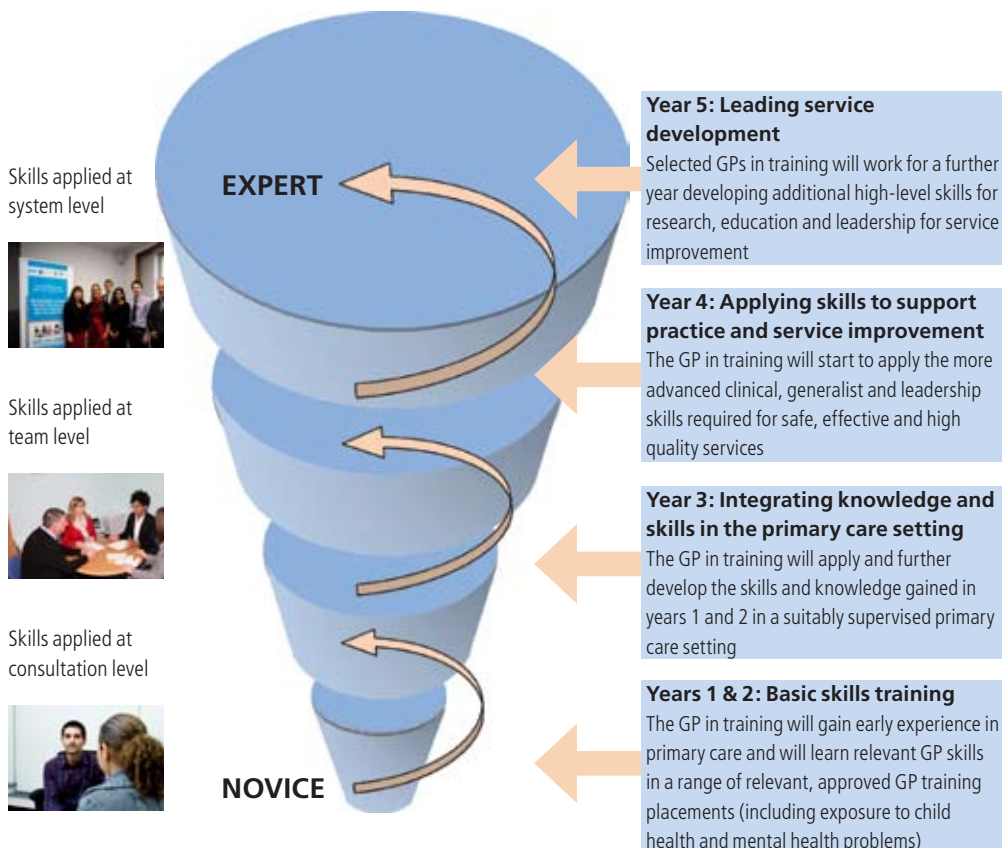 Skills applied at
system level
Skills applied at
team level
Skills applied at
consultation level
EXPERT
NOVICE
Year 5: Leading service
development
Selected GPs in training will work for a further
year developing additional high-level skills for
research, education and leadership for service
improvement
Year 4: Applying skills to support
practice and service improvement
The GP in training will start to apply the more
advanced clinical, generalist and leadership
skills required for safe, effective and high
quality services
Year 3: Integrating knowledge and
skills in the primary care setting
The GP in training will apply and further
develop the skills and knowledge gained in
years 1 and 2 in a suitably supervised primary
care setting
Years 1 & 2: Basic skills training
The GP in training will gain early experience in
primary care and will learn relevant GP skills
in a range of relevant, approved GP training
placements (including exposure to child
health and mental health problems)